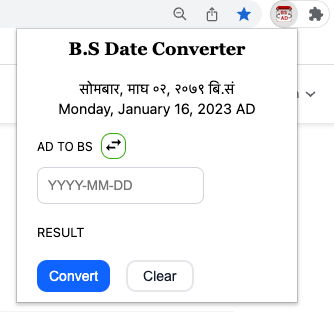 B.S Date Converter
सोमबार, माघ ०२, २०७९ बि.सं
Monday, January 16, 2023 AD
AD TO BS
YYYY-MM-DD
RESULT
Convert Clear